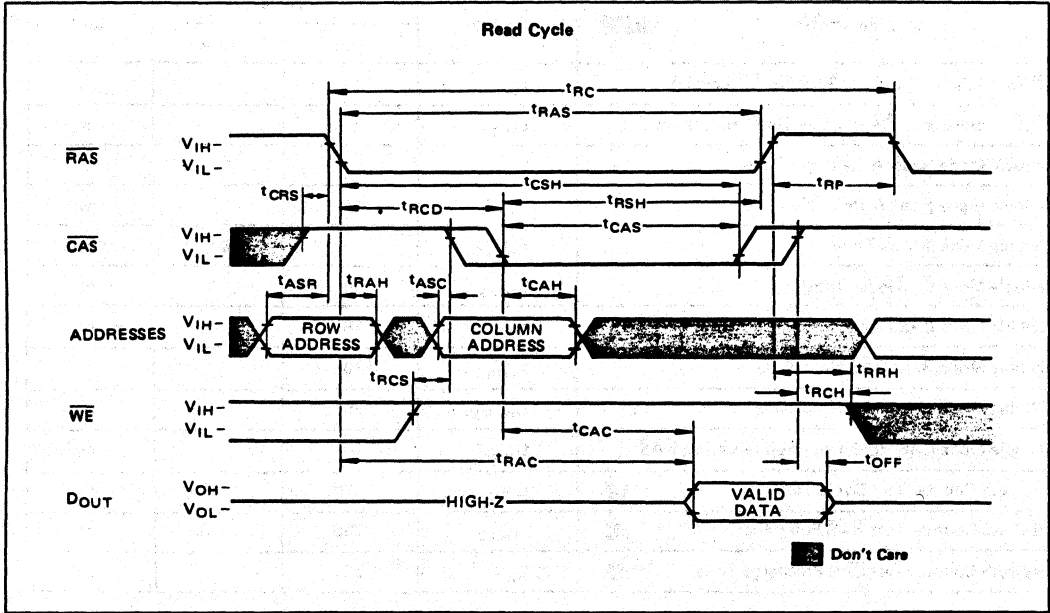 Read Cycle
tRC
tRAS
RAS
VIH-
VIL-
tCRS
tCSH
tRP
tRCD
tRSH
CAS
VIH-
VIL-
tCAS
tASR
tRAH
tASC
tCAH
ADDRESSES
VIH-
VIL-
ROW
ADDRESS
COLUMN
ADDRESS
tRCS
tRRH
tRCH
WE
VIH-
VIL-
tCAC
tRAC
tOFF
DOUT
VOH-
VOL-
HIGH-Z
VALID
DATA
Don't Care